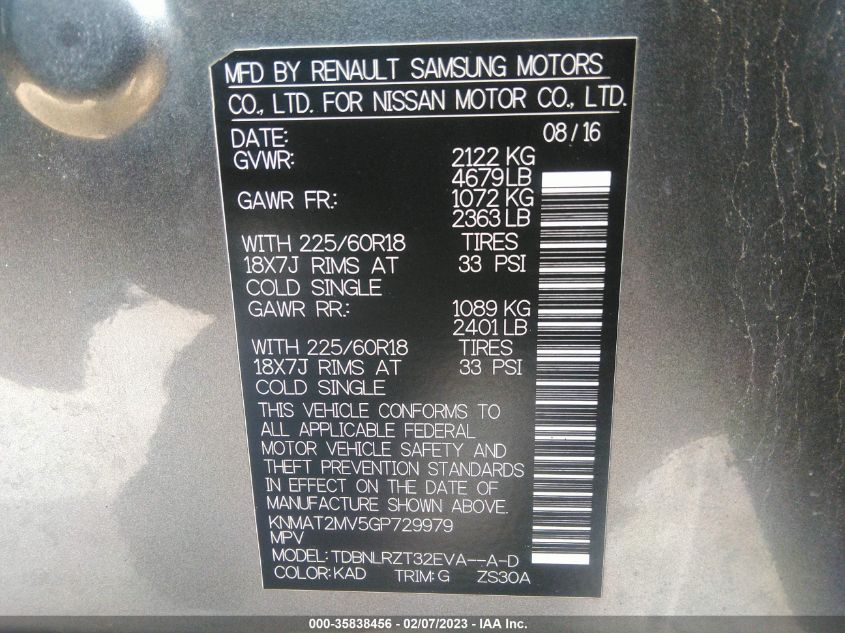 MFD BY RENAULT SAMSUNG MOTORS
CO., LTD. FOR NISSAN MOTOR CO., LTD.
DATE: 08/16
GVWR: 2122 KG
4679 LB
GAWR FR.: 1072 KG
2363 LB
WITH 225/60R18 TIRES
18X7J RIMS AT 33 PSI
COLD SINGLE
GAWR RR.: 1089 KG
2401 LB
WITH 225/60R18 TIRES
18X7J RIMS AT 33 PSI
COLD SINGLE
THIS VEHICLE CONFORMS TO
ALL APPLICABLE FEDERAL
MOTOR VEHICLE SAFETY AND
THEFT PREVENTION STANDARDS
IN EFFECT ON THE DATE OF
MANUFACTURE SHOWN ABOVE.
KNMAT2MV5GP729979
MPV
MODEL: TDBNLRZT32EVA--A-D
COLOR: KAD TRIM: G ZS30A
000-35838456 - 02/07/2023 - IAA Inc.